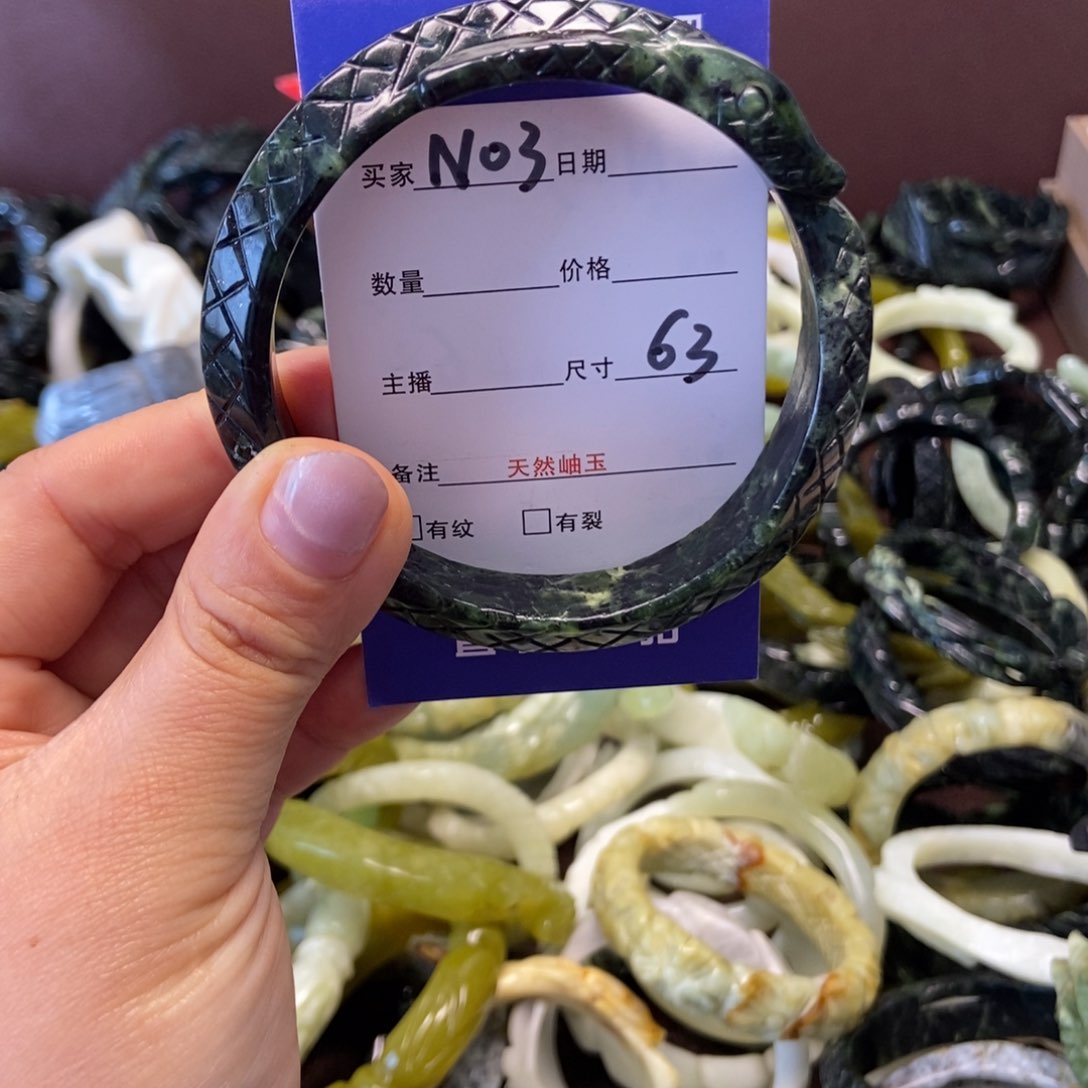 买家 No3 日期
数量 价格
主播 尺寸 63
备注 天然岫玉
□有纹 □有裂